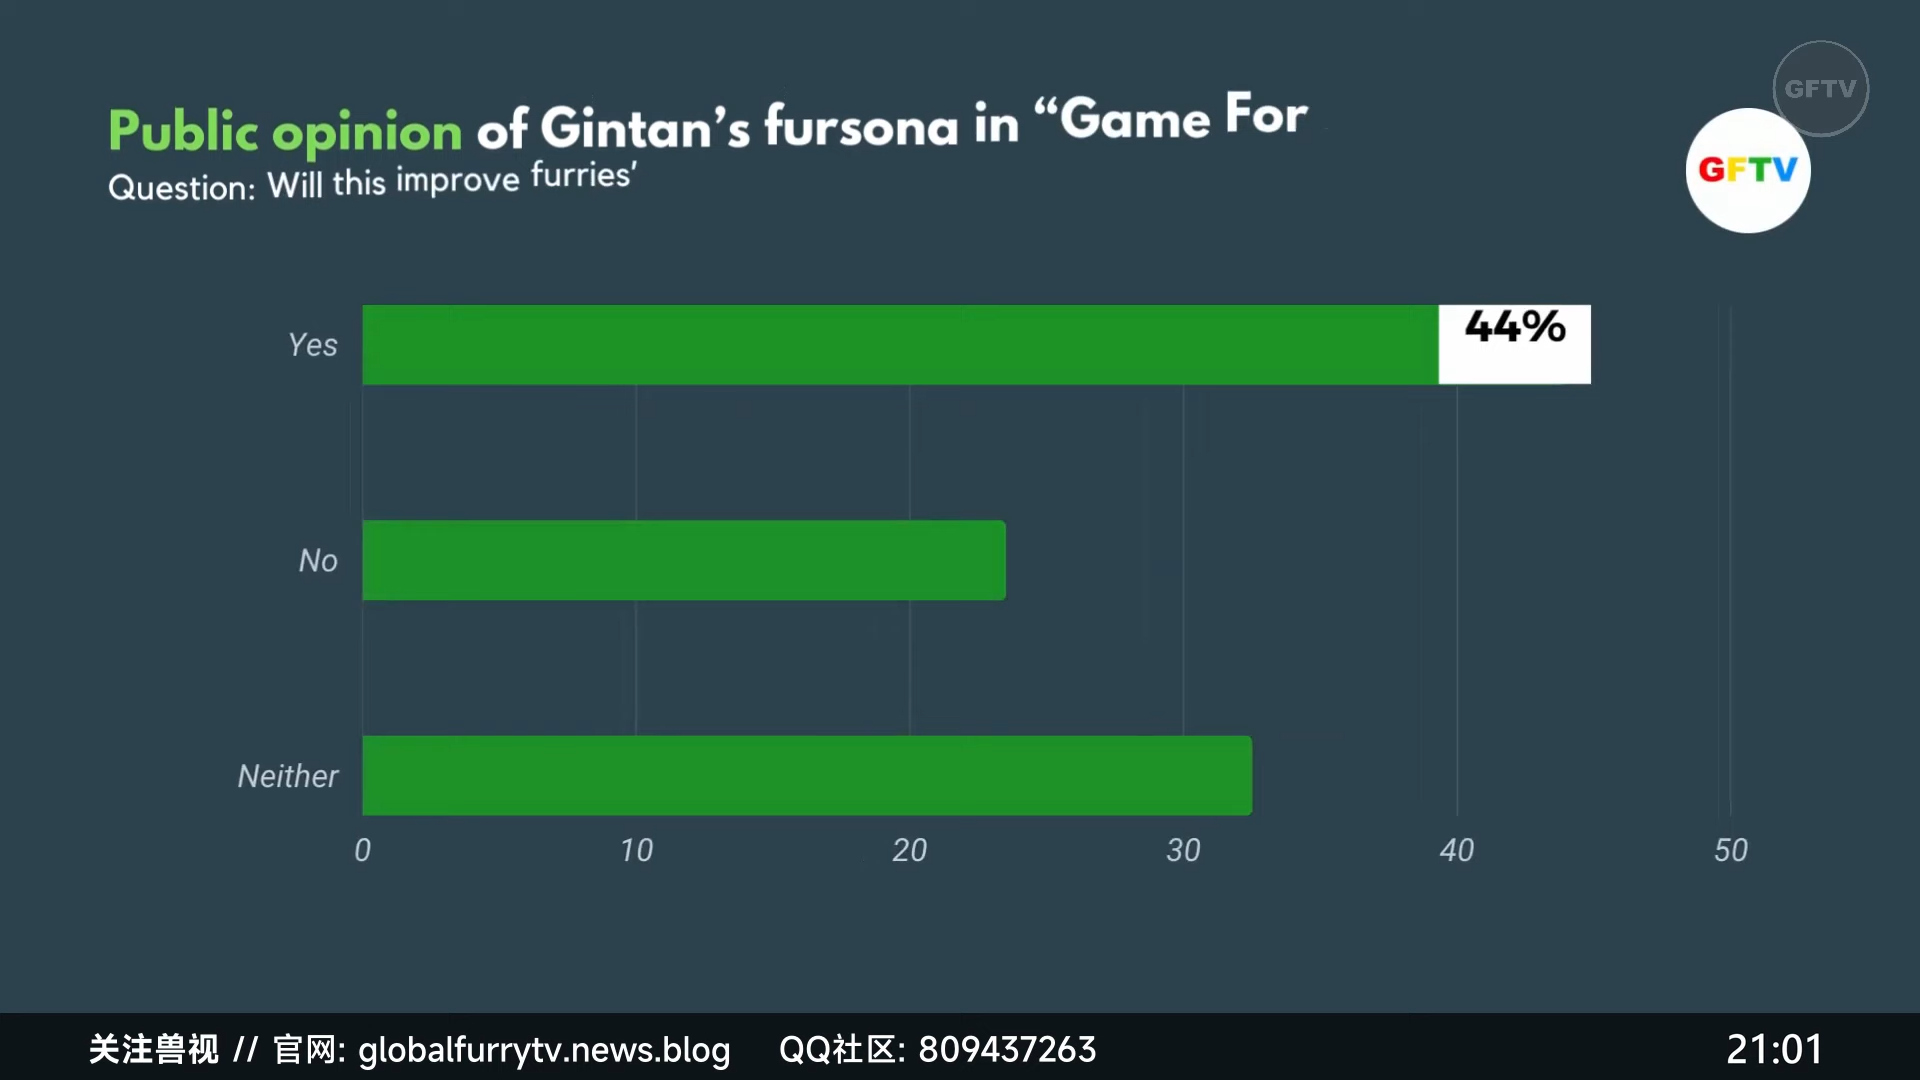 GFTV
Public opinion of Gintan’s fursona in “Game For
Question: Will this improve furries’
GFTV
Yes
44%
No
Neither
0 10 20 30 40 50
关注兽视 // 官网: globalfurrytv.news.blog QQ社区: 809437263 21:01